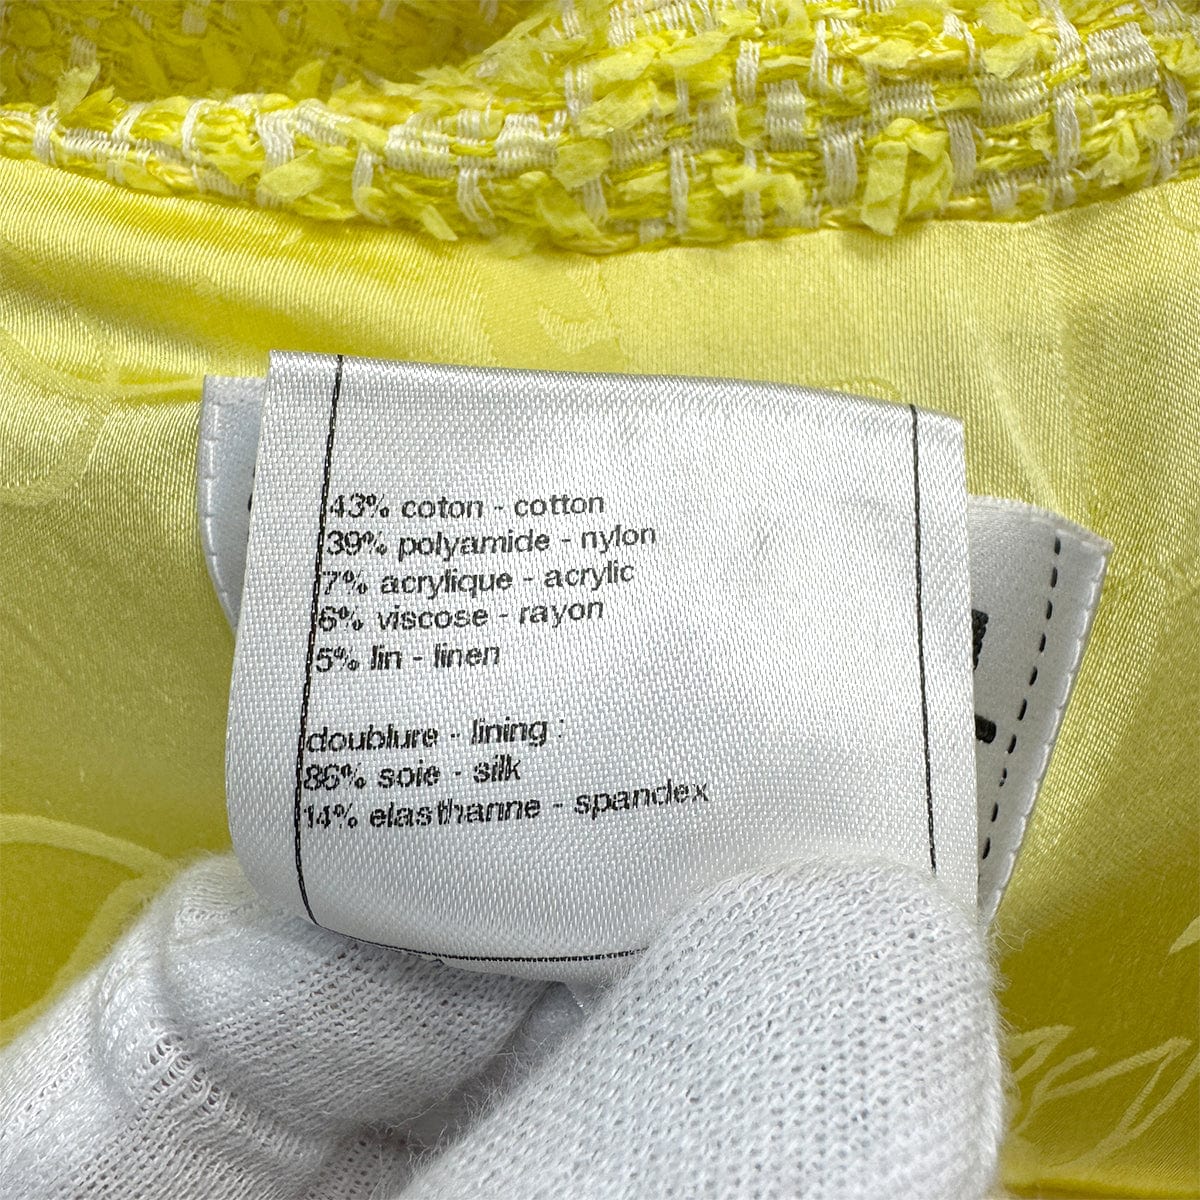 43% coton - cotton
39% polyamide - nylon
7% acrylique - acrylic
6% viscose - rayon
5% lin - linen
doublure - lining :
86% soie - silk
14% elasthanne - spandex